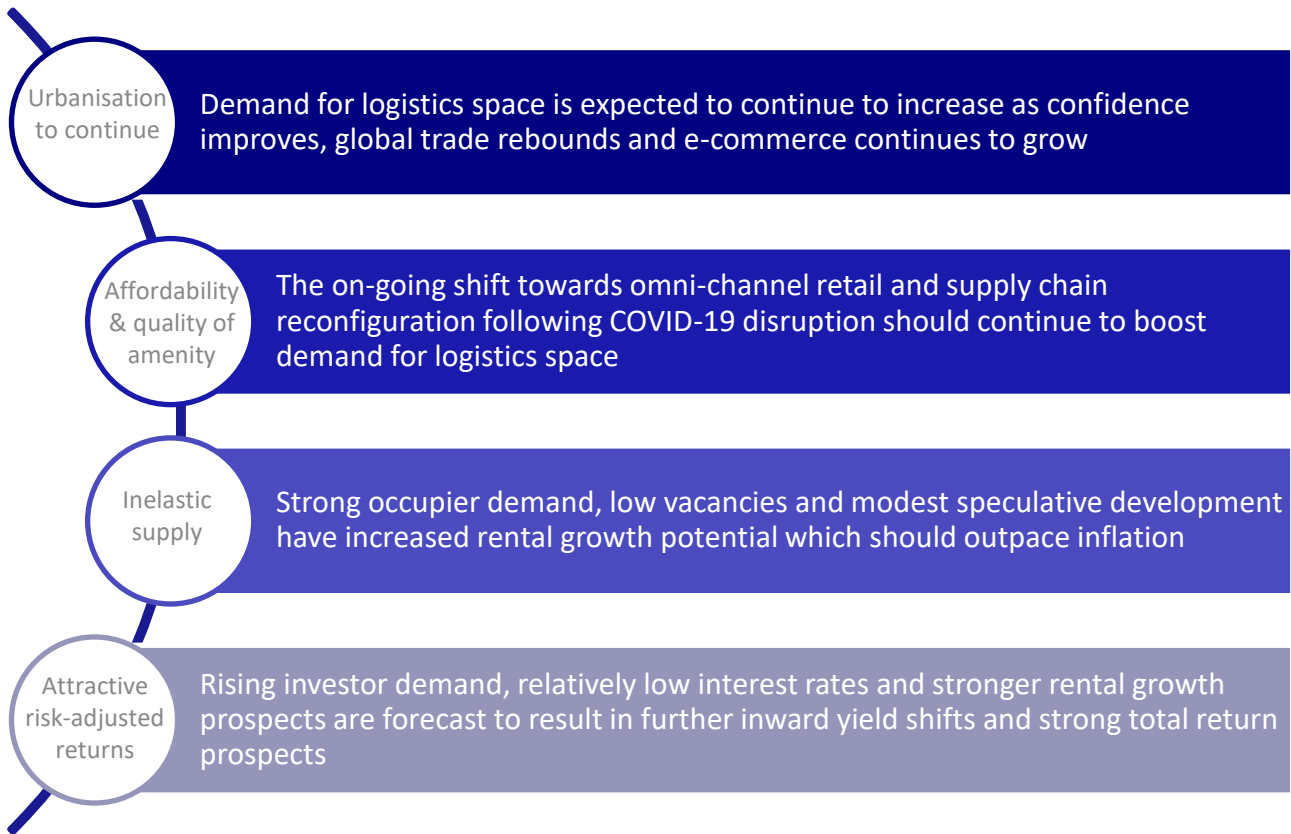 Urbanisation
to continue
Demand for logistics space is expected to continue to increase as confidence
improves, global trade rebounds and e-commerce continues to grow
Affordability
& quality of
amenity
The on-going shift towards omni-channel retail and supply chain
reconfiguration following COVID-19 disruption should continue to boost
demand for logistics space
Inelastic
supply
Strong occupier demand, low vacancies and modest speculative development
have increased rental growth potential which should outpace inflation
Attractive
risk-adjusted
returns
Rising investor demand, relatively low interest rates and stronger rental growth
prospects are forecast to result in further inward yield shifts and strong total return
prospects